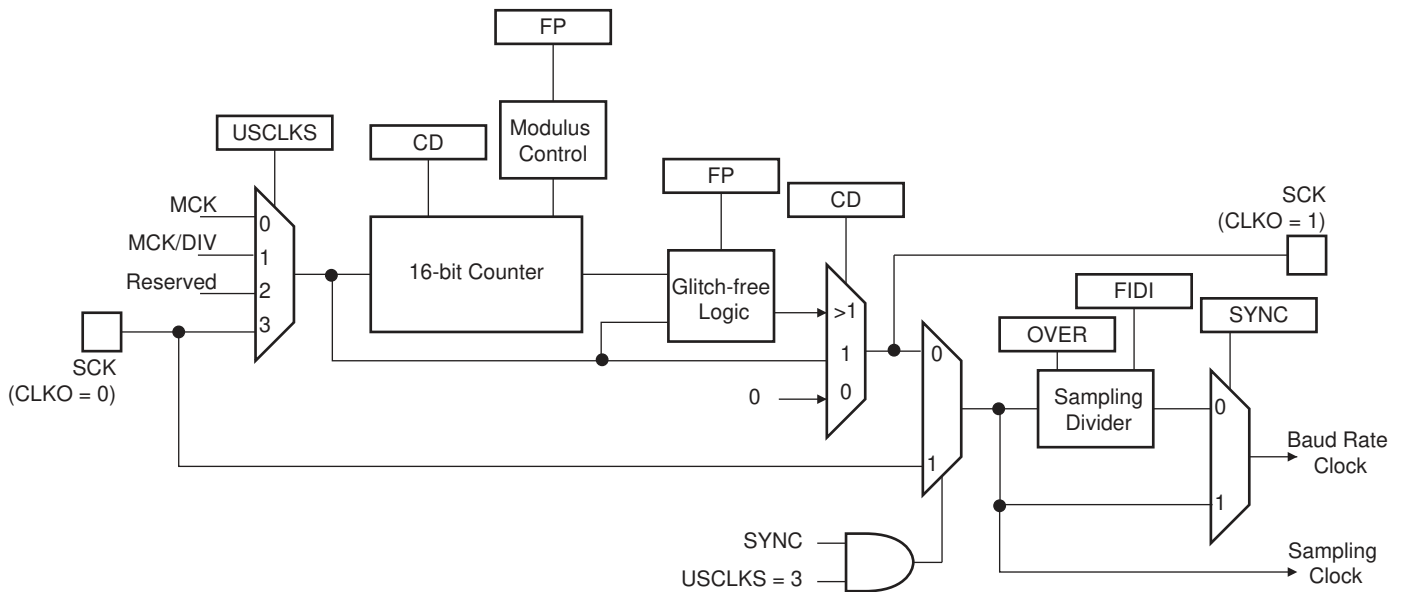 FP
Modulus
Control
USCLKS
CD
FP
CD
SCK
(CLKO = 1)
MCK
0
MCK/DIV
1
16-bit Counter
Reserved
2
Glitch-free
Logic
FIDI
3
>1
SYNC
OVER
SCK
(CLKO = 0)
1
0
0
0
Sampling
Divider
0
Baud Rate
Clock
1
1
SYNC
USCLKS = 3
Sampling
Clock